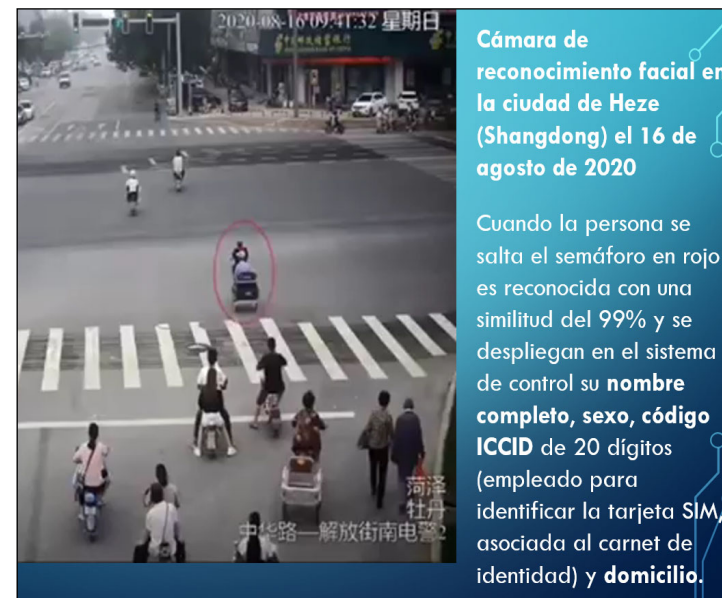 2020-08-16 09:41:32 星期日
Cámara de
reconocimiento facial en
la ciudad de Heze
(Shangdong) el 16 de
agosto de 2020
Cuando la persona se
salta el semáforo en rojo
es reconocida con una
similitud del 99% y se
despliegan en el sistema
de control su nombre
completo, sexo, código
ICCID de 20 dígitos
(empleado para
identificar la tarjeta SIM,
asociada al carnet de
identidad) y domicilio.
菏泽
牡丹
中华路—解放街南电警2